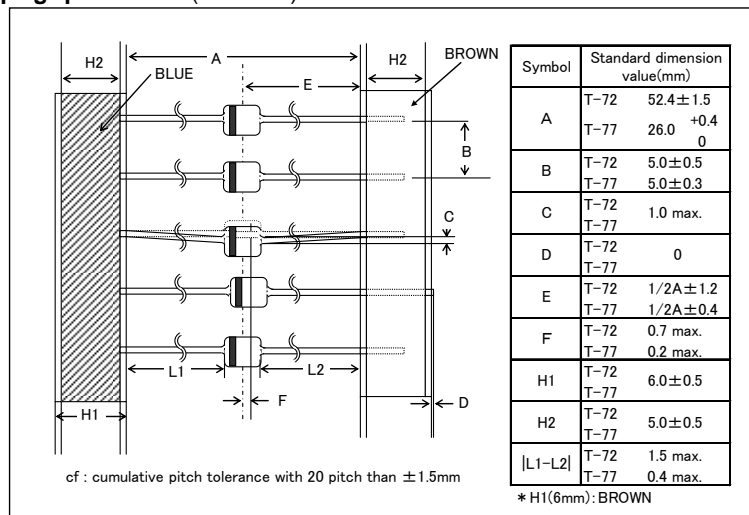 H2
A
H2
BROWN
BLUE
E
B
C
L1
L2
F
D
H1
cf : cumulative pitch tolerance with 20 pitch than ±1.5mm
Symbol Standard dimension value(mm)
A T-72 52.4±1.5
T-77 26.0 +0.4 0
B T-72 5.0±0.5
T-77 5.0±0.3
C T-72 1.0 max.
T-77
D T-72 0
T-77
E T-72 1/2A±1.2
T-77 1/2A±0.4
F T-72 0.7 max.
T-77 0.2 max.
H1 T-72 6.0±0.5
T-77
H2 T-72 5.0±0.5
T-77
|L1-L2| T-72 1.5 max.
T-77 0.4 max.
*H1(6mm):BROWN